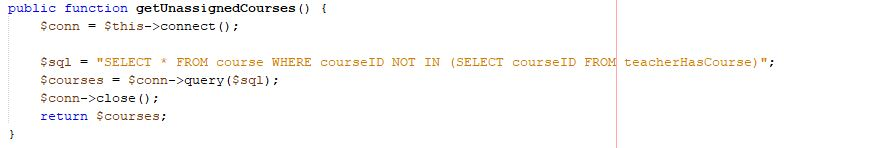 public function getUnassignedCourses() {
    $conn = $this->connect();

    $sql = "SELECT * FROM course WHERE courseID NOT IN (SELECT courseID FROM teacherHasCourse)";
    $courses = $conn->query($sql);
    $conn->close();
    return $courses;
}